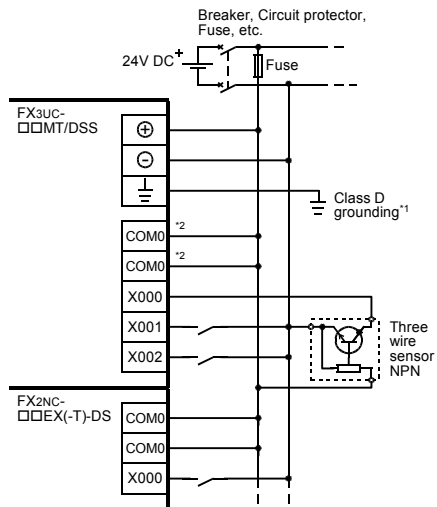 Breaker, Circuit protector,
Fuse, etc.
24V DC
+
Fuse
FX3UC-
□□MT/DSS
⊕
⊖
Class D
grounding*1
COM0
*2
COM0
*2
X000
X001
X002
Three
wire
sensor
NPN
FX2NC-
□□EX(-T)-DS
COM0
COM0
X000